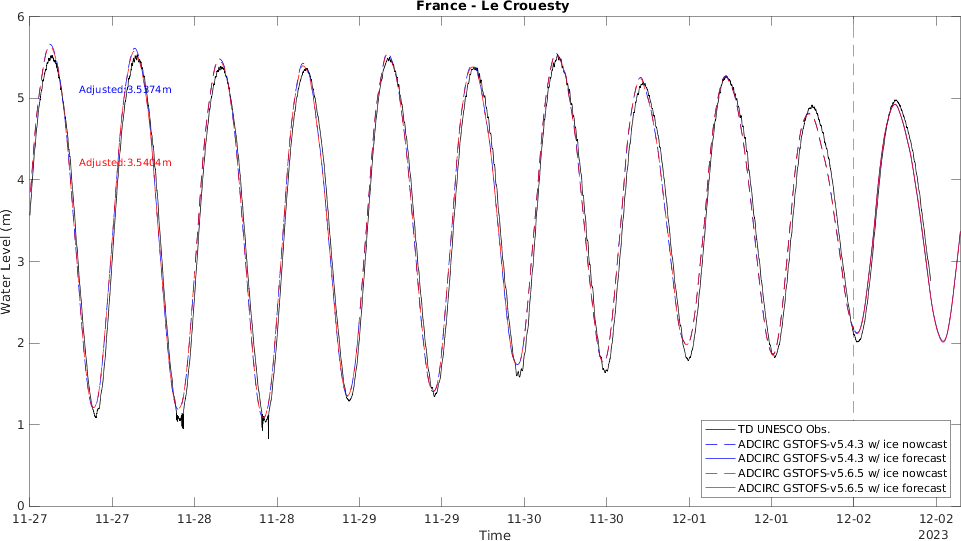 France - Le Crouesty
6
5
4
3
2
1
0
Water Level (m)
Adjusted:3.5374m
Adjusted:3.5404m
TD UNESCO Obs.
ADCIRC GSTOFS-v5.4.3 w/ ice nowcast
ADCIRC GSTOFS-v5.4.3 w/ ice forecast
ADCIRC GSTOFS-v5.6.5 w/ ice nowcast
ADCIRC GSTOFS-v5.6.5 w/ ice forecast
11-27 11-27 11-28 11-28 11-29 11-29 11-30 11-30 12-01 12-01 12-02 12-02
Time
2023